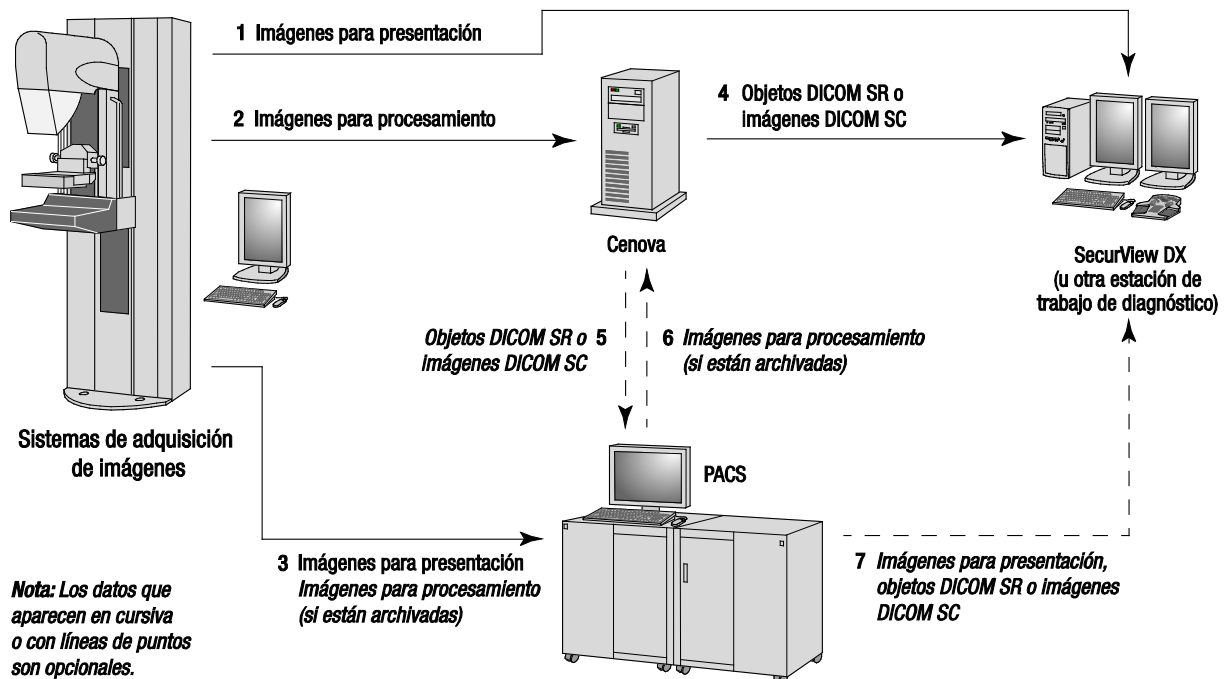 1 Imágenes para presentación
2 Imágenes para procesamiento
4 Objetos DICOM SR o
imágenes DICOM SC
Cenova
SecurView DX
(u otra estación de
trabajo de diagnóstico)
Objetos DICOM SR o 5
imágenes DICOM SC
6 Imágenes para procesamiento
(si están archivadas)
Sistemas de adquisición
de imágenes
PACS
3 Imágenes para presentación
Imágenes para procesamiento
(si están archivadas)
7 Imágenes para presentación,
objetos DICOM SR o imágenes
DICOM SC
Nota: Los datos que
aparecen en cursiva
o con líneas de puntos
son opcionales.